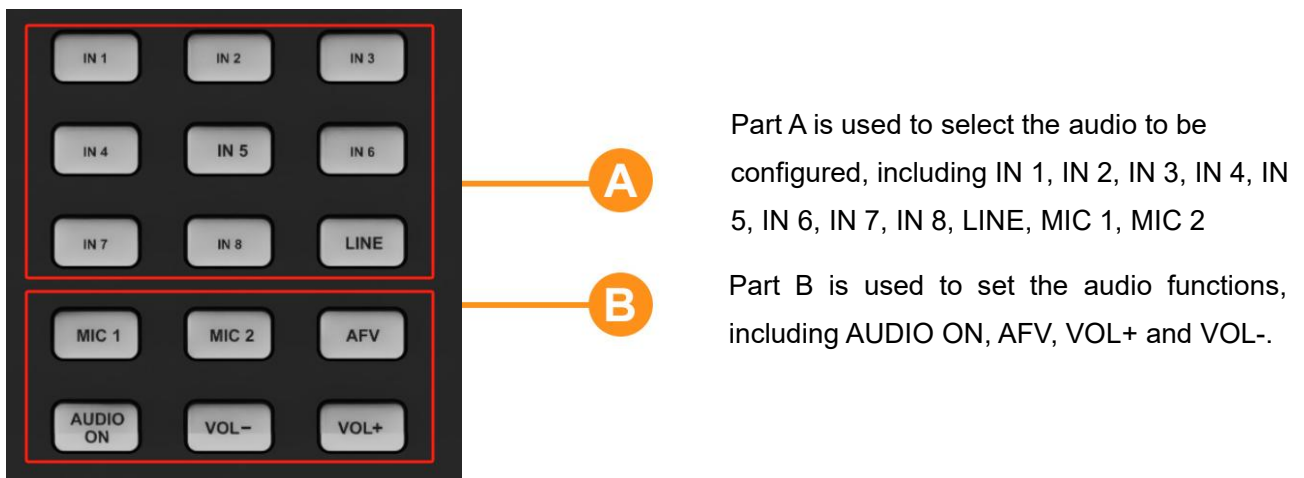 IN 1 IN 2 IN 3
IN 4 IN 5 IN 6
IN 7 IN 8 LINE
MIC 1 MIC 2 AFV
AUDIO
ON VOL− VOL+
A
B
Part A is used to select the audio to be
configured, including IN 1, IN 2, IN 3, IN 4, IN
5, IN 6, IN 7, IN 8, LINE, MIC 1, MIC 2
Part B is used to set the audio functions,
including AUDIO ON, AFV, VOL+ and VOL-.